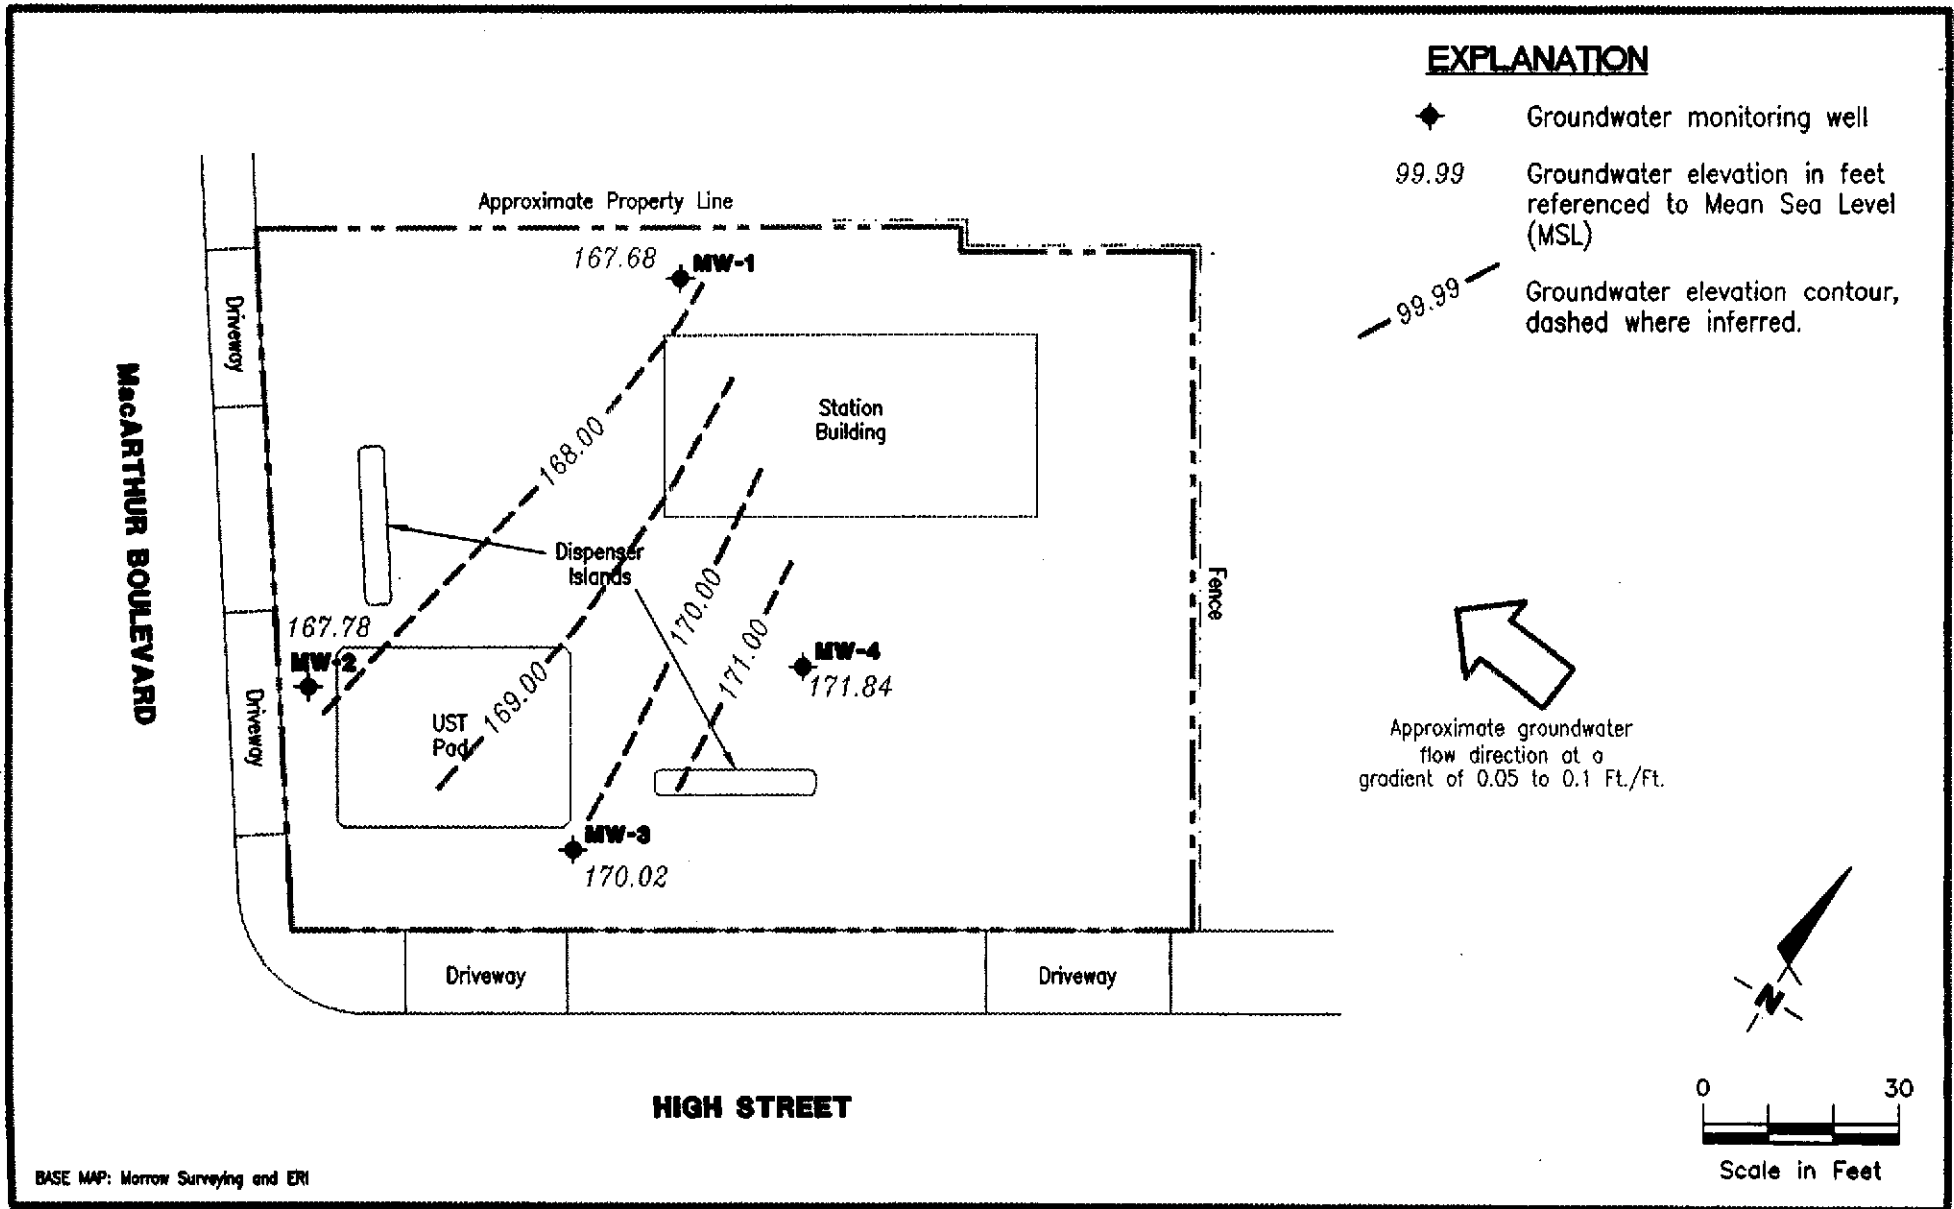 EXPLANATION
Groundwater monitoring well
99.99
Groundwater elevation in feet
referenced to Mean Sea Level
(MSL)
99.99
Groundwater elevation contour,
dashed where inferred.
Approximate Property Line
167.68
MW-1
Driveway
Station
Building
MacARTHUR BOULEVARD
168.00
Dispenser
Islands
Fence
170.00
171.00
167.78
MW-2
MW-4
171.84
169.00
UST
Pad
Driveway
MW-3
170.02
Approximate groundwater
flow direction at a
gradient of 0.05 to 0.1 Ft./Ft.
Driveway
Driveway
N
HIGH STREET
0 30
Scale in Feet
BASE MAP: Morrow Surveying and ERI